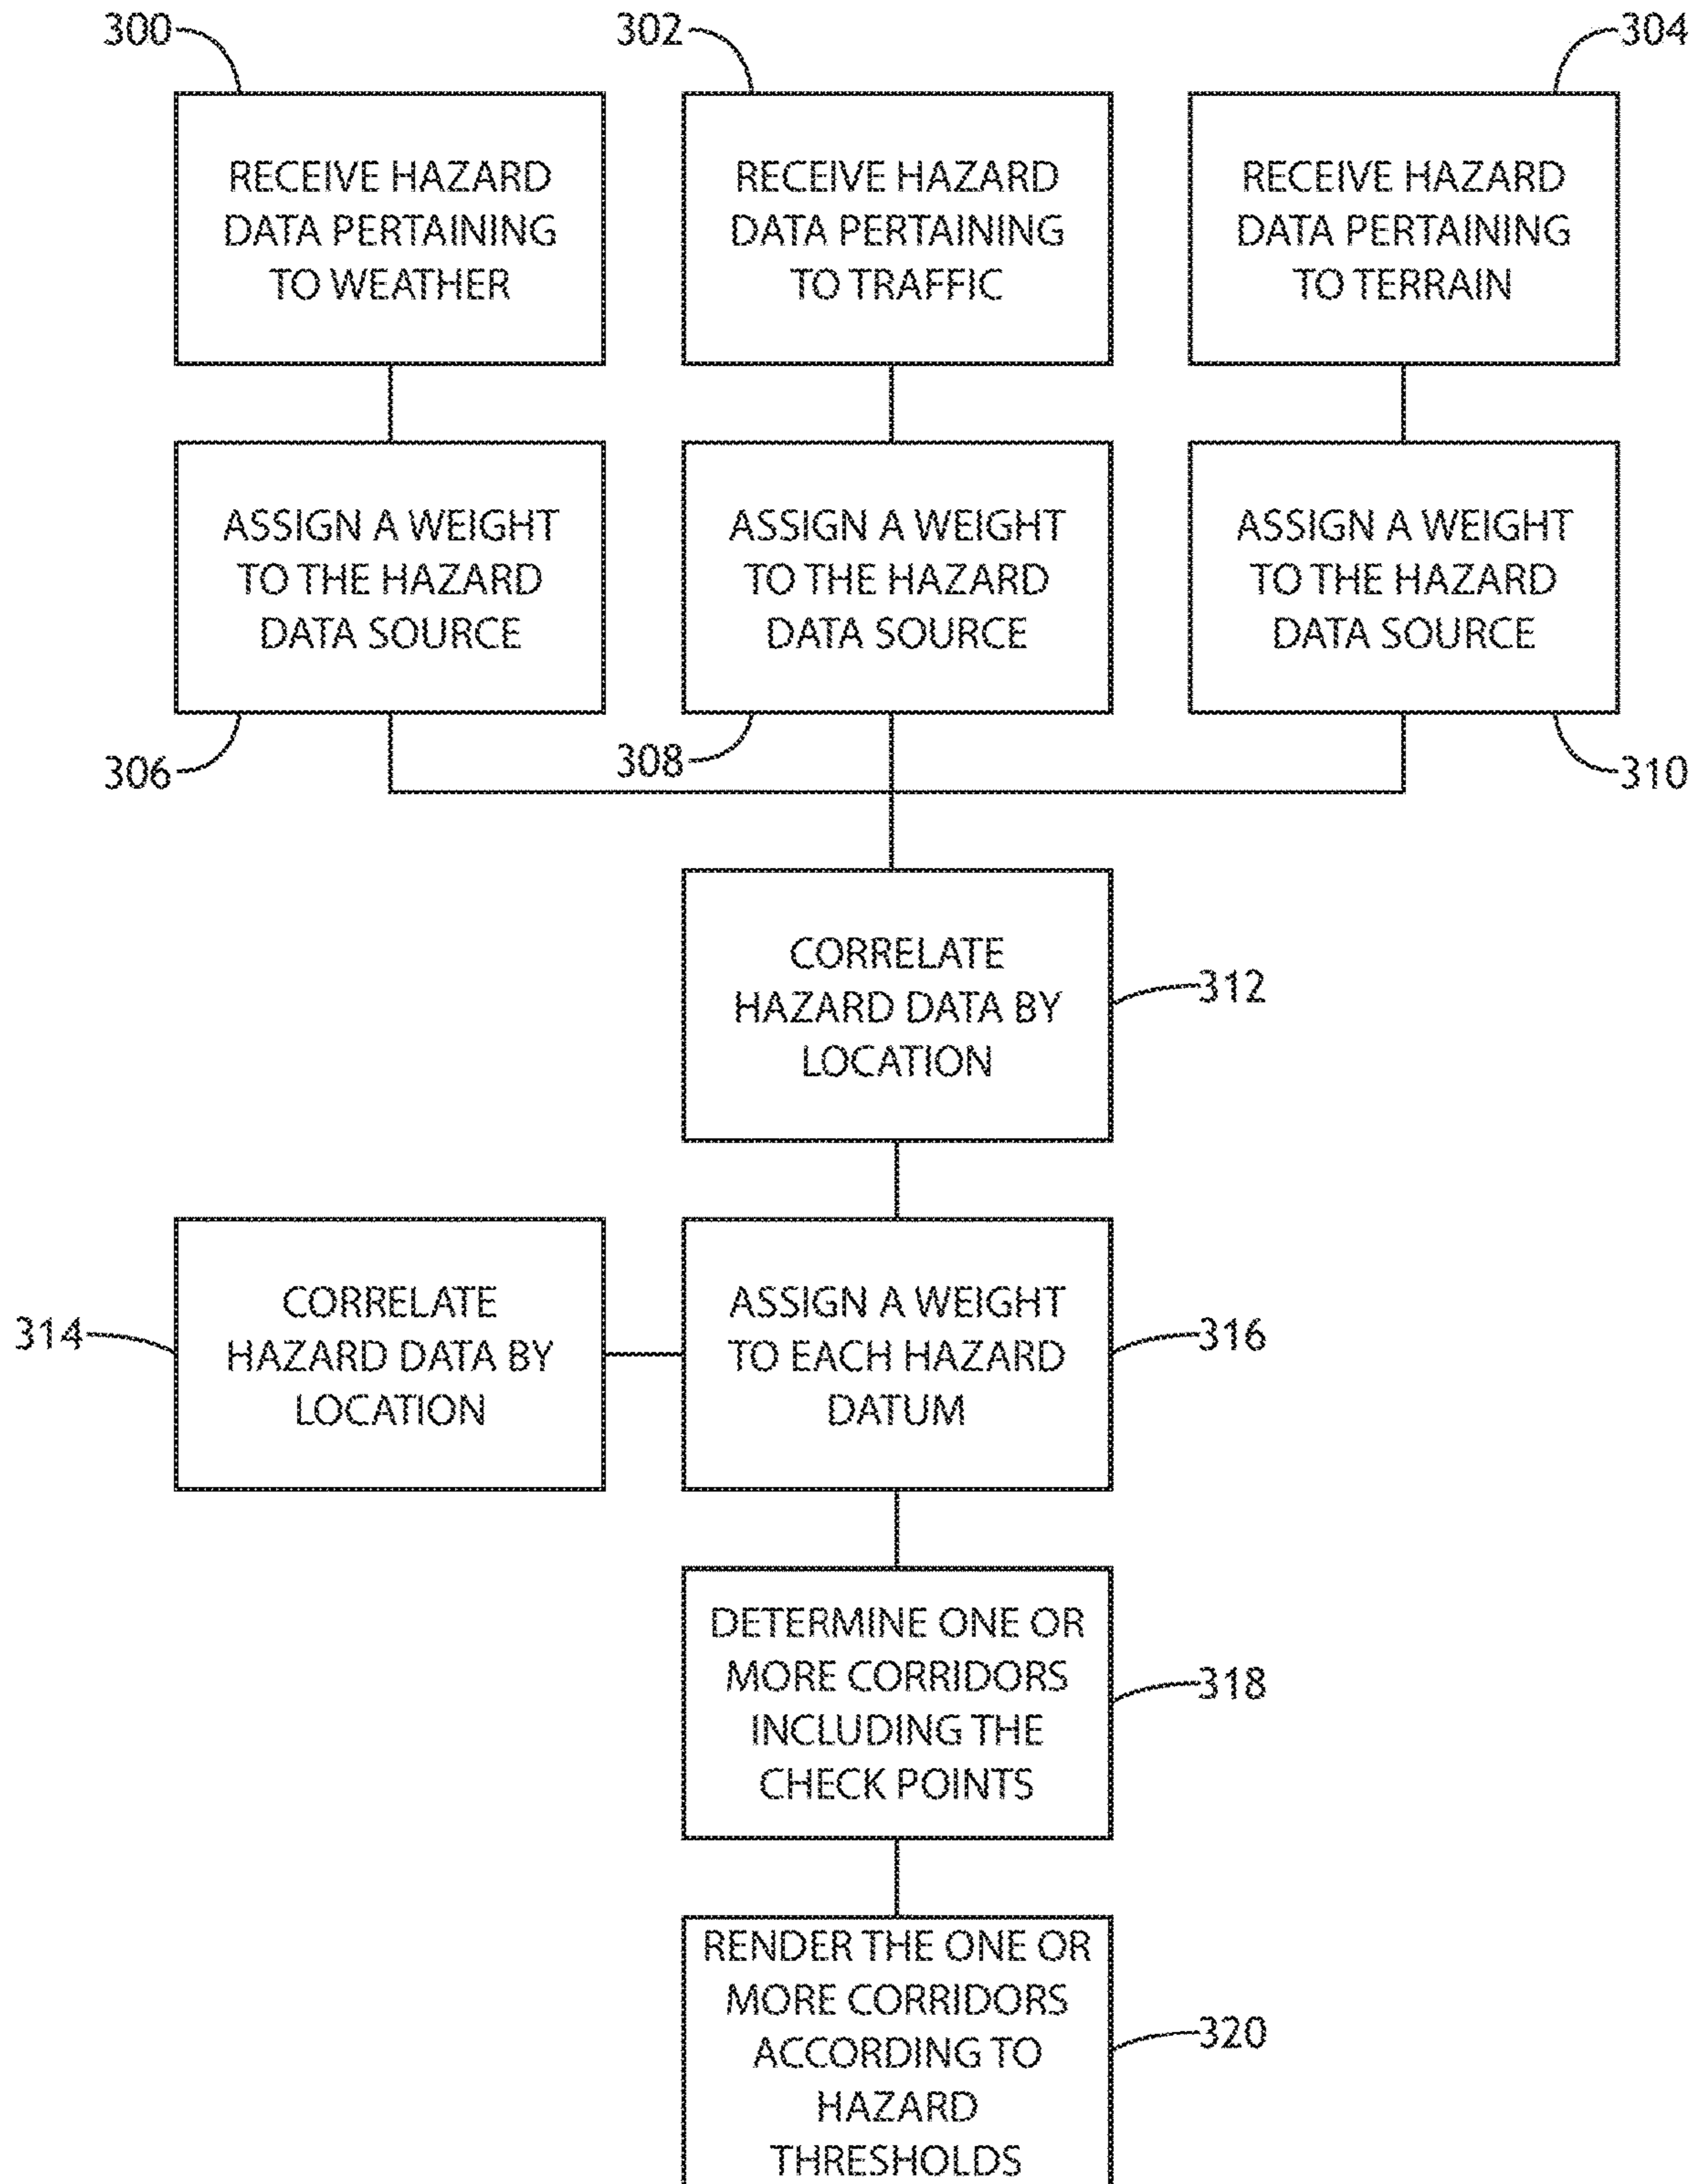 300
302
304
RECEIVE HAZARD
DATA PERTAINING
TO WEATHER
RECEIVE HAZARD
DATA PERTAINING
TO TRAFFIC
RECEIVE HAZARD
DATA PERTAINING
TO TERRAIN
ASSIGN A WEIGHT
TO THE HAZARD
DATA SOURCE
ASSIGN A WEIGHT
TO THE HAZARD
DATA SOURCE
ASSIGN A WEIGHT
TO THE HAZARD
DATA SOURCE
306
308
310
CORRELATE
HAZARD DATA BY
LOCATION
312
314
CORRELATE
HAZARD DATA BY
LOCATION
ASSIGN A WEIGHT
TO EACH HAZARD
DATUM
316
DETERMINE ONE OR
MORE CORRIDORS
INCLUDING THE
CHECK POINTS
318
RENDER THE ONE OR
MORE CORRIDORS
ACCORDING TO
HAZARD
THRESHOLDS
320